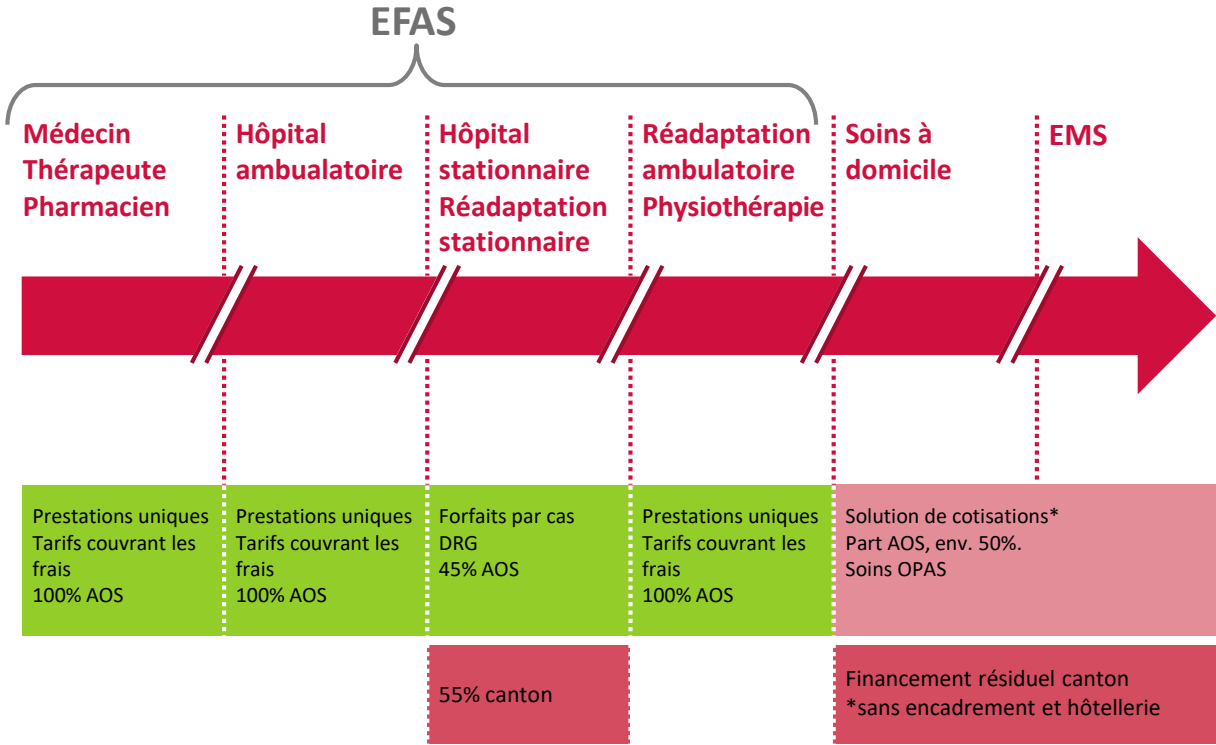 EFAS
Médecin
Thérapeute
Pharmacien
Hôpital
ambualatoire
Hôpital
stationnaire
Réadaptation
stationnaire
Réadaptation
ambulatoire
Physiothérapie
Soins à
domicile
EMS
Prestations uniques
Tarifs couvrant les
frais
100% AOS
Prestations uniques
Tarifs couvrant les
frais
100% AOS
Forfaits par cas
DRG
45% AOS
Prestations uniques
Tarifs couvrant les
frais
100% AOS
Solution de cotisations*
Part AOS, env. 50%.
Soins OPAS
55% canton
Financement résiduel canton
*sans encadrement et hôtellerie